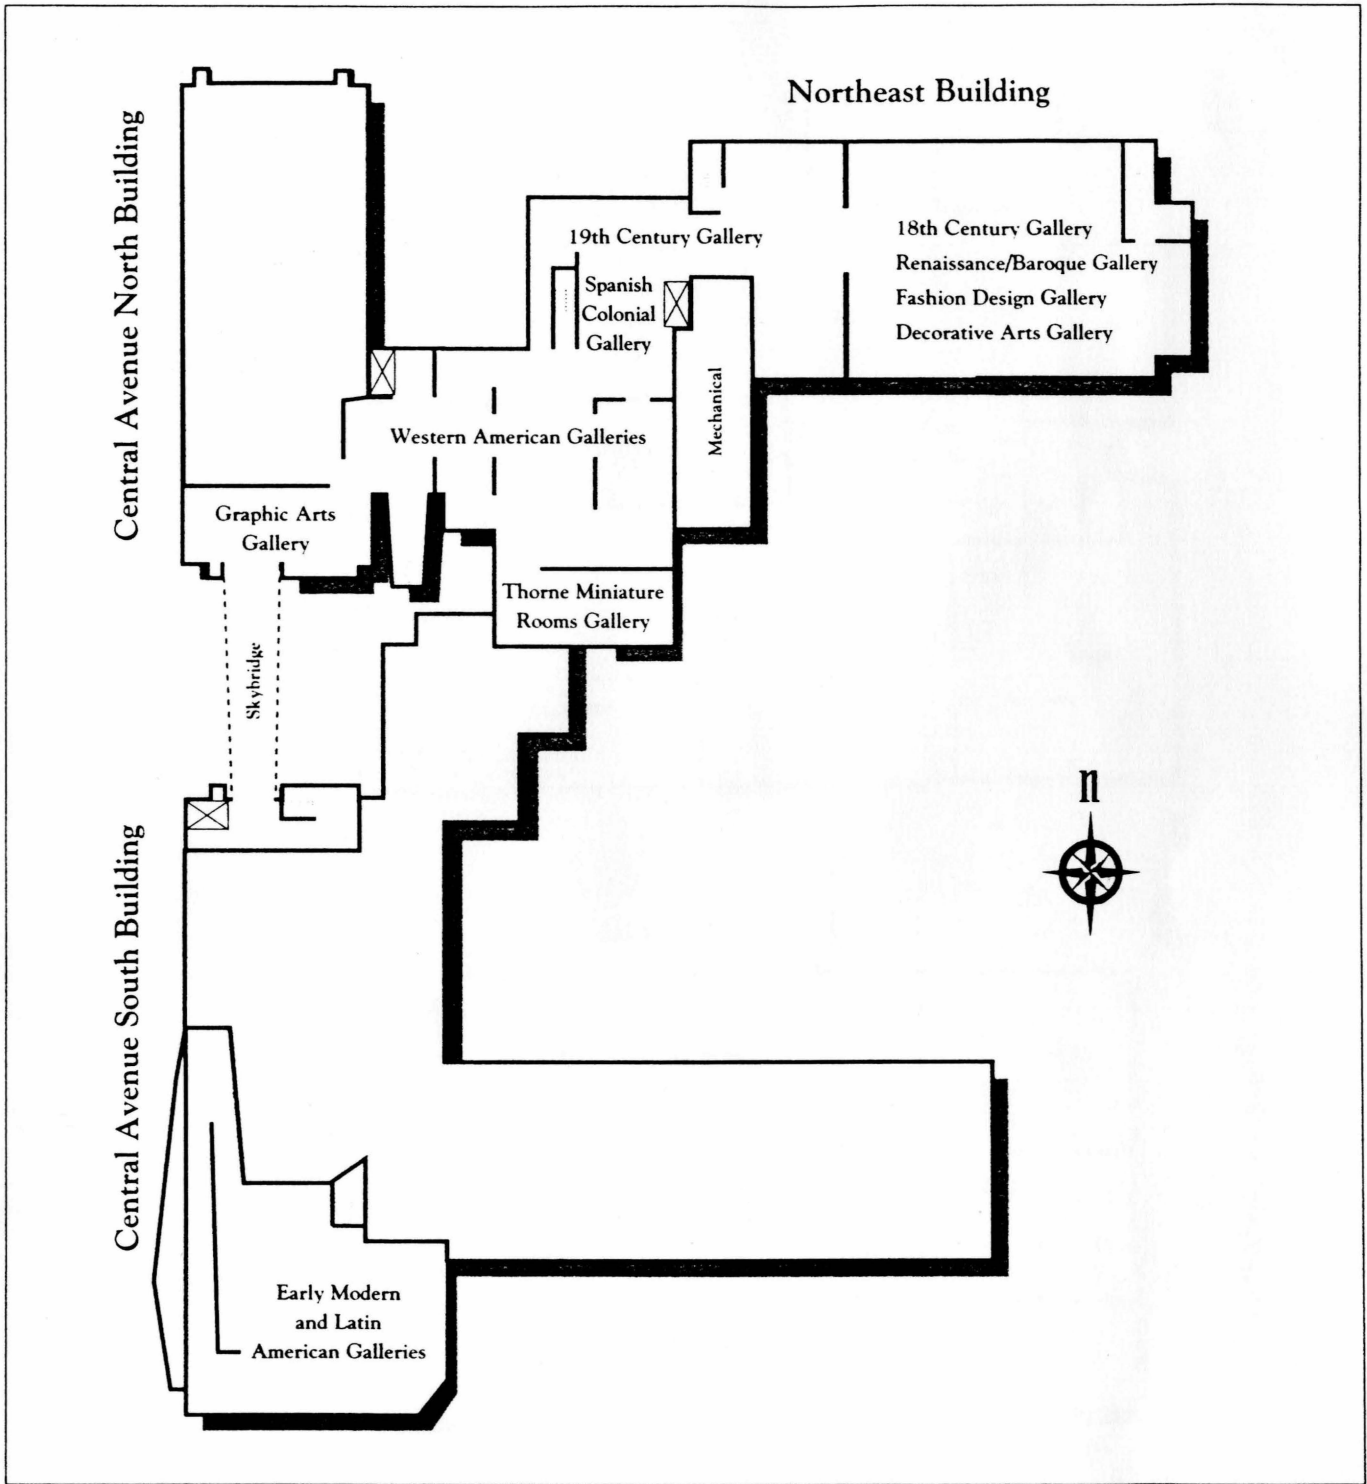 Northeast Building
Central Avenue North Building
19th Century Gallery
18th Century Gallery
Renaissance/Baroque Gallery
Fashion Design Gallery
Decorative Arts Gallery
Spanish
Colonial
Gallery
Mechanical
Western American Galleries
Graphic Arts
Gallery
Thorne Miniature
Rooms Gallery
Skybridge
n
Central Avenue South Building
Early Modern
and Latin
American Galleries